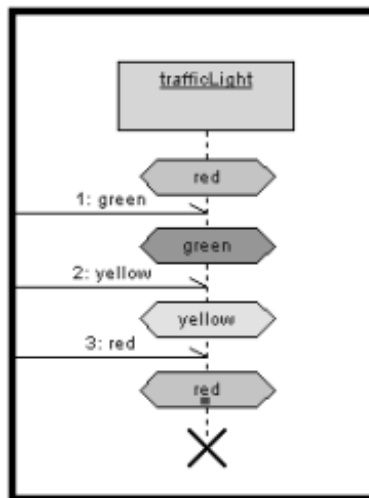 trafficLight
red
1: green
green
2: yellow
yellow
3: red
red